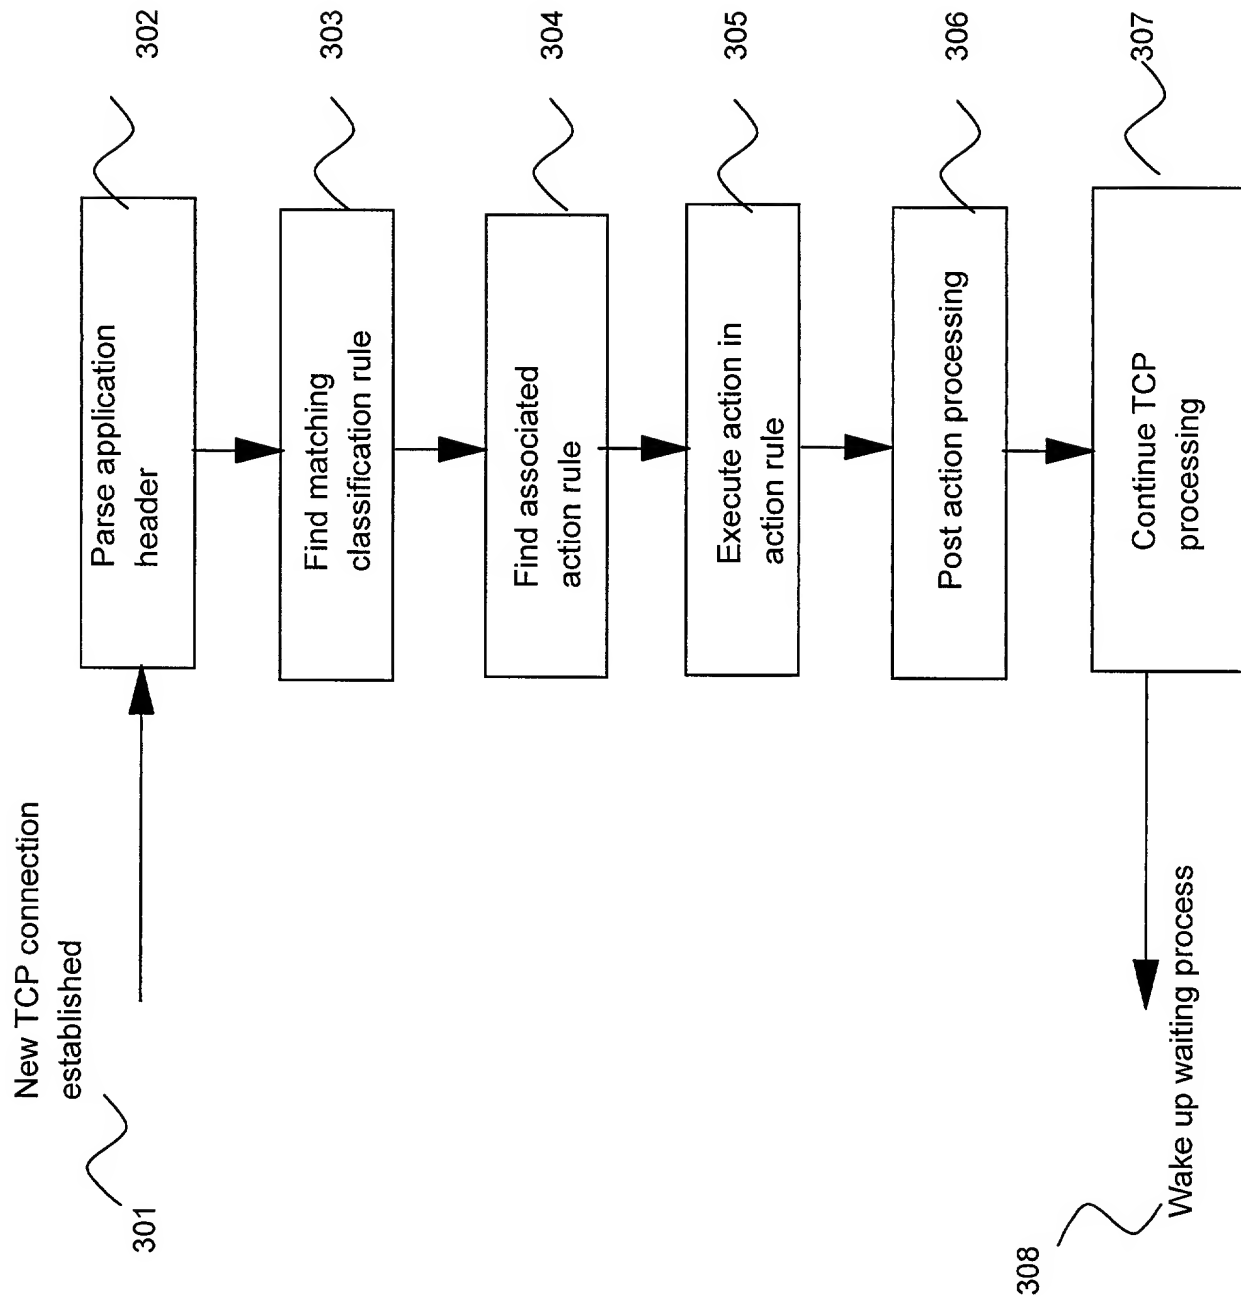 New TCP connection
established
301
Parse application
header
302
Find matching
classification rule
303
Find associated
action rule
304
Execute action in
action rule
305
Post action processing
306
Continue TCP
processing
307
Wake up waiting process
308